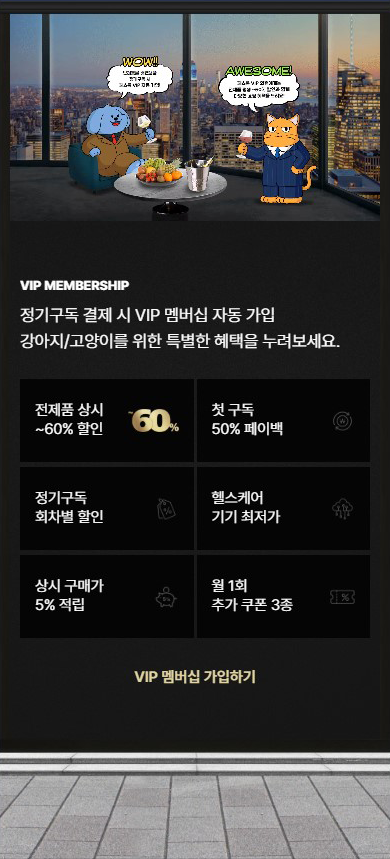 WOW!!
AWESOME!
VIP MEMBERSHIP
정기구독 결제 시 VIP 멤버십 자동 가입
강아지/고양이를 위한 특별한 혜택을 누려보세요.
전제품 상시
~60% 할인
~60%
첫 구독
50% 페이백
정기구독
회차별 할인
헬스케어
기기 최저가
상시 구매가
5% 적립
월 1회
추가 쿠폰 3종
VIP 멤버십 가입하기